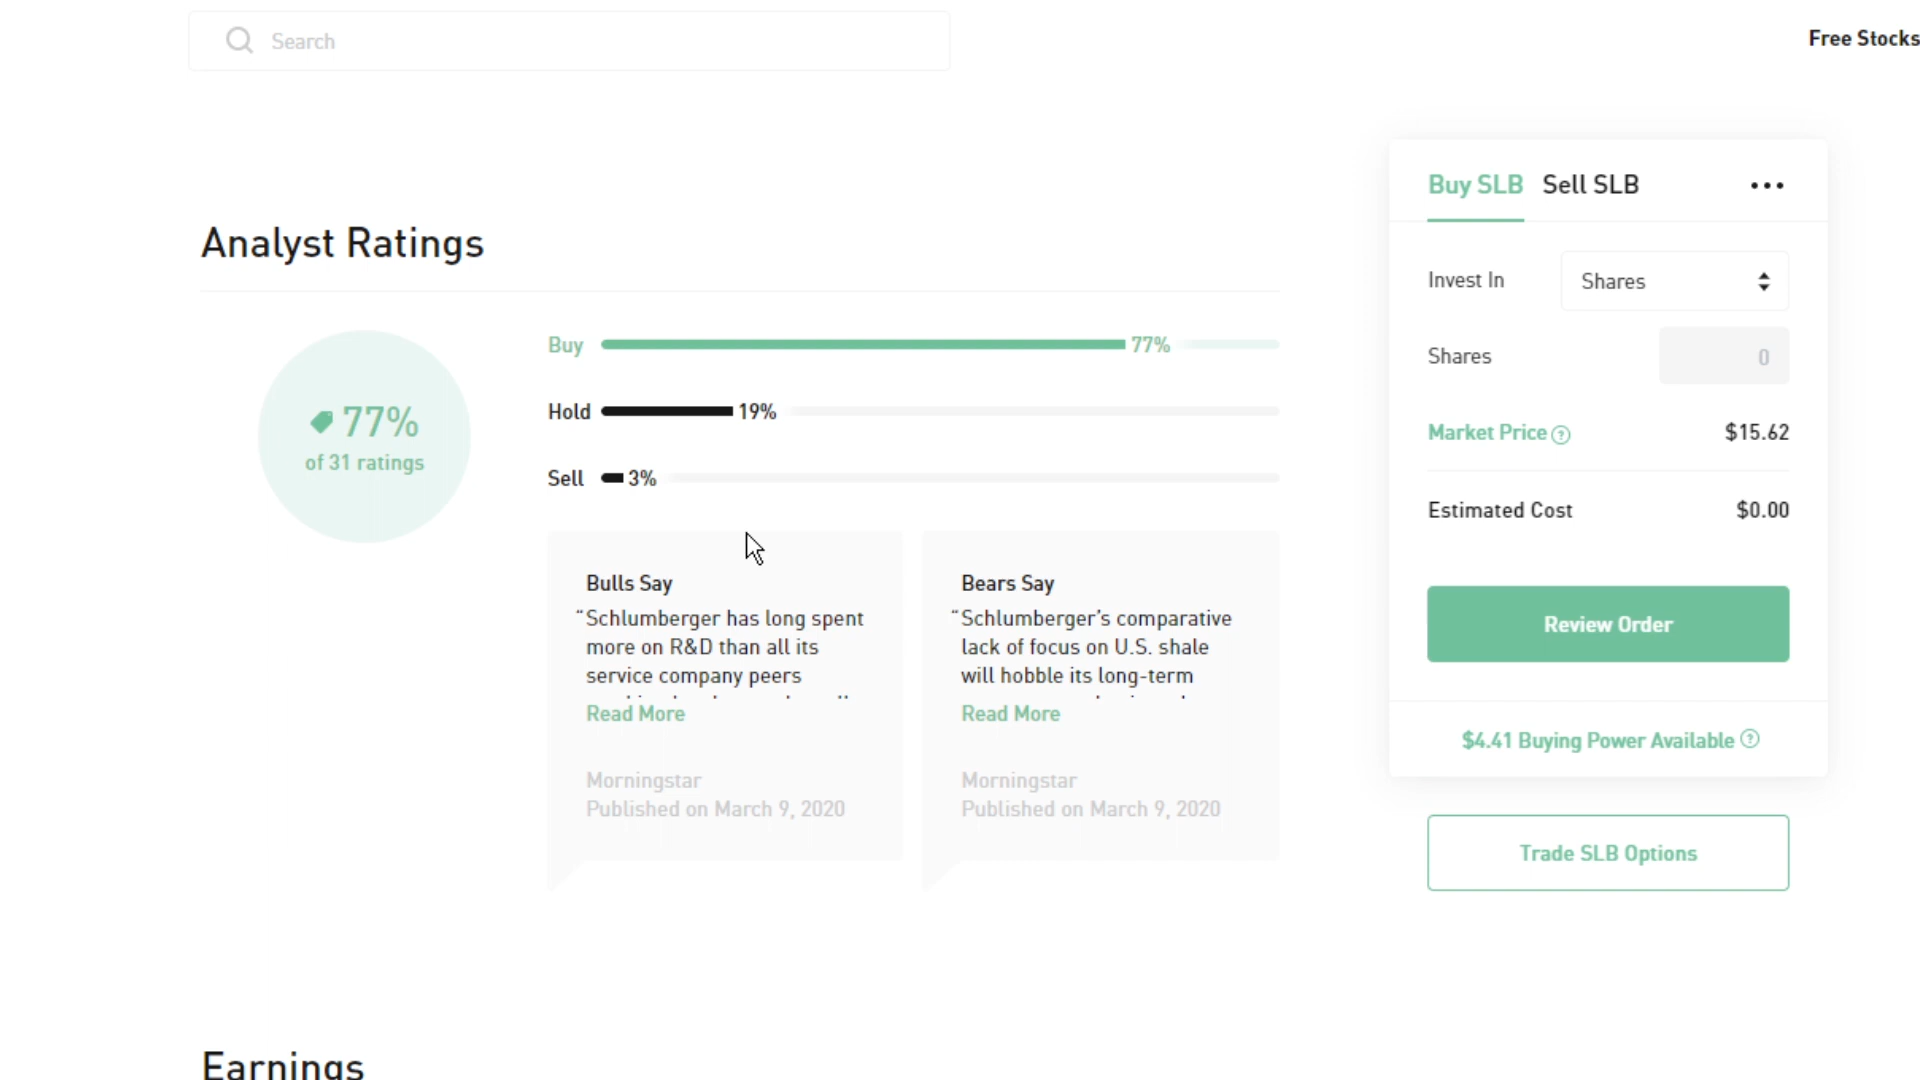 Search
Free Stocks
Analyst Ratings
77%
of 31 ratings
Buy 77%
Hold 19%
Sell 3%
Bulls Say
“Schlumberger has long spent
more on R&D than all its
service company peers
Read More
Morningstar
Published on March 9, 2020
Bears Say
“Schlumberger’s comparative
lack of focus on U.S. shale
will hobble its long-term
Read More
Morningstar
Published on March 9, 2020
Buy SLB Sell SLB
Invest In Shares
Shares 0
Market Price $15.62
Estimated Cost $0.00
Review Order
$4.41 Buying Power Available
Trade SLB Options
Earnings